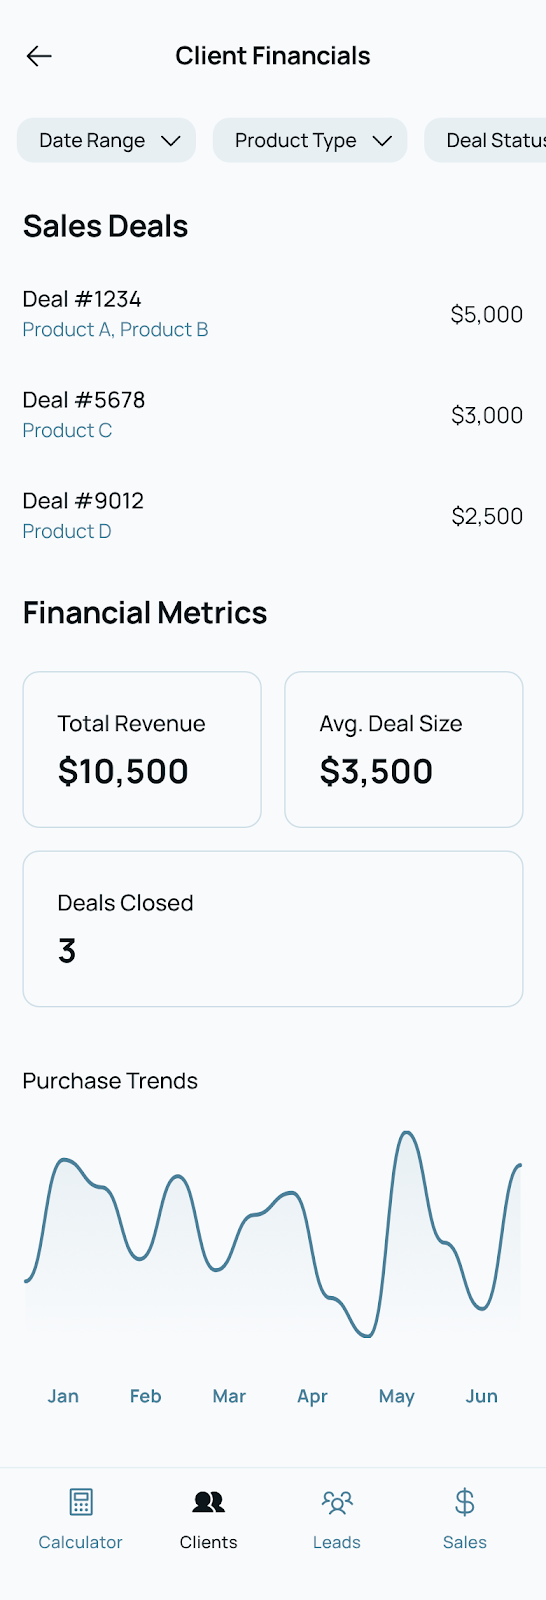 Client Financials
Date Range
Product Type
Deal Status
Sales Deals
Deal #1234
Product A, Product B
$5,000
Deal #5678
Product C
$3,000
Deal #9012
Product D
$2,500
Financial Metrics
Total Revenue
$10,500
Avg. Deal Size
$3,500
Deals Closed
3
Purchase Trends
Jan Feb Mar Apr May Jun
Calculator Clients Leads Sales